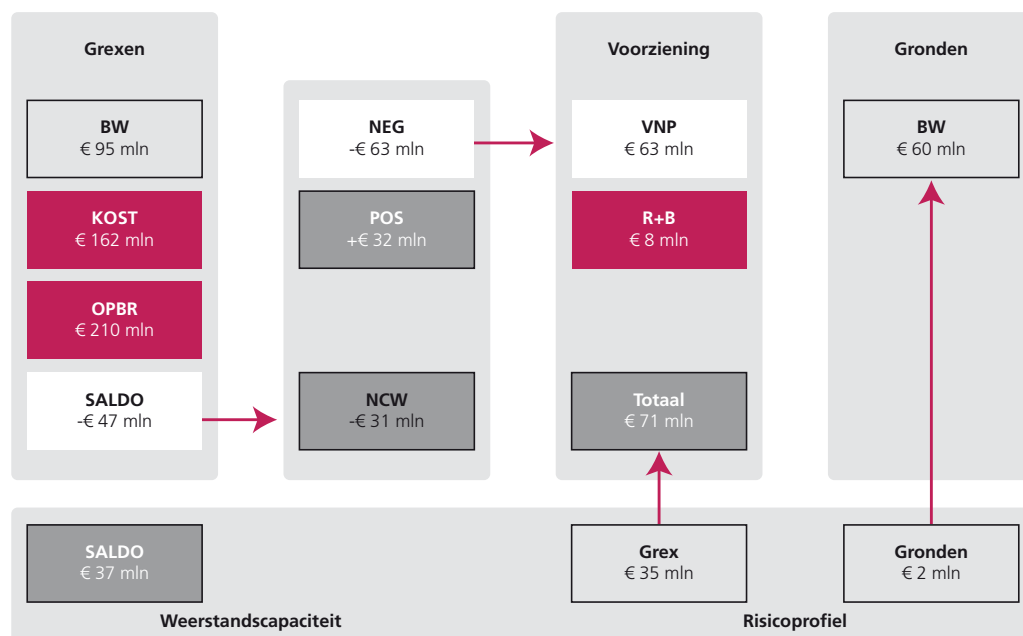 Grexen
BW
€ 95 mln
KOST
€ 162 mln
OPBR
€ 210 mln
SALDO
-€ 47 mln
NEG
-€ 63 mln
POS
+€ 32 mln
NCW
-€ 31 mln
Voorziening
VNP
€ 63 mln
R+B
€ 8 mln
Totaal
€ 71 mln
Gronden
BW
€ 60 mln
SALDO
€ 37 mln
Grex
€ 35 mln
Gronden
€ 2 mln
Weerstandscapaciteit
Risicoprofiel